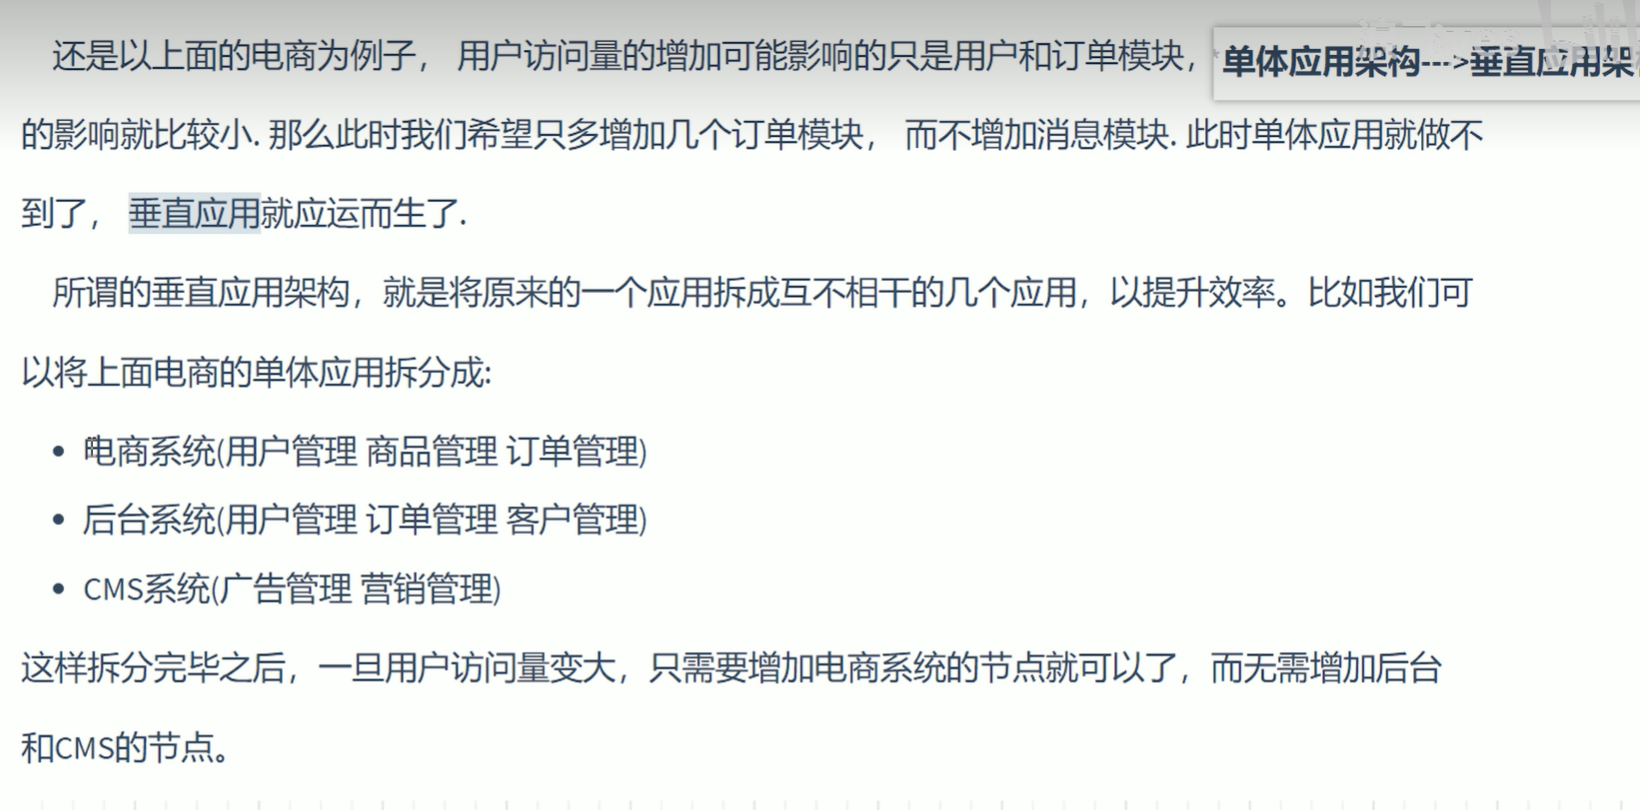 还是以上面的电商为例子， 用户访问量的增加可能影响的只是用户和订单模块，
单体应用架构--->垂直应用架
的影响就比较小. 那么此时我们希望只多增加几个订单模块， 而不增加消息模块. 此时单体应用就做不
到了， 垂直应用就应运而生了.
所谓的垂直应用架构，就是将原来的一个应用拆成互不相干的几个应用，以提升效率。比如我们可
以将上面电商的单体应用拆分成:
• 电商系统(用户管理 商品管理 订单管理)
• 后台系统(用户管理 订单管理 客户管理)
• CMS系统(广告管理 营销管理)
这样拆分完毕之后，一旦用户访问量变大，只需要增加电商系统的节点就可以了，而无需增加后台
和CMS的节点。